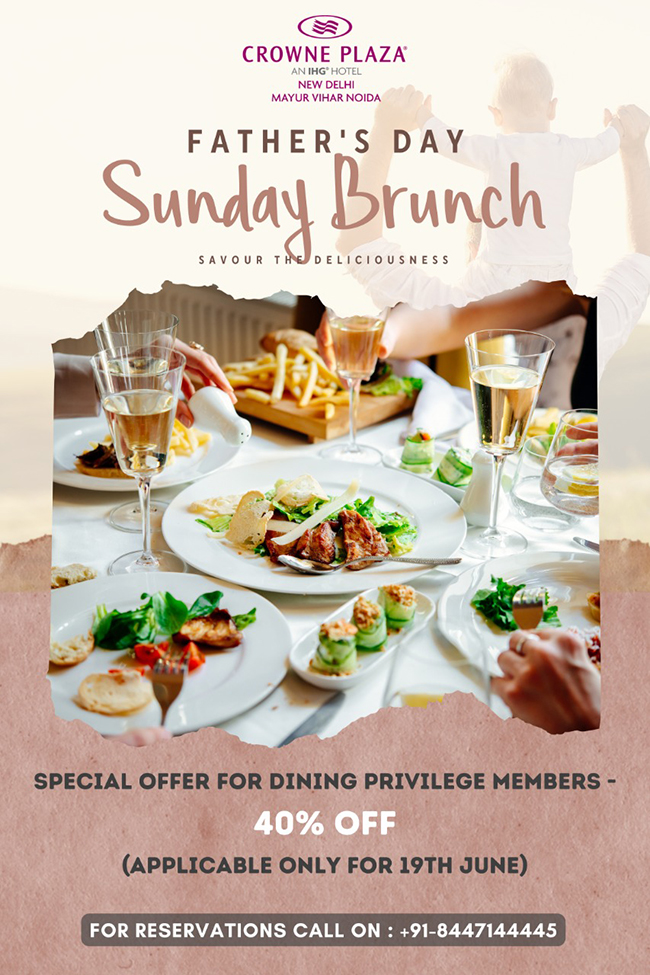 CROWNE PLAZA®
AN IHG® HOTEL
NEW DELHI
MAYUR VIHAR NOIDA
FATHER'S DAY
Sunday Brunch
SAVOUR THE DELICIOUSNESS
SPECIAL OFFER FOR DINING PRIVILEGE MEMBERS -
40% OFF
(APPLICABLE ONLY FOR 19TH JUNE)
FOR RESERVATIONS CALL ON : +91-8447144445